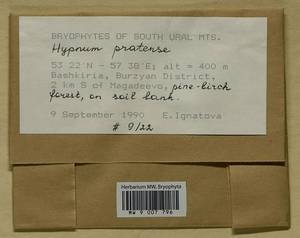 BRYOPHYTES OF SOUTH URAL MTS.
Hypnum pratense
53 22'N - 57 38'E; alt = 400 m
Bashkiria, Burzyan District,
2 km S of Magadeevo, pine-birch
forest, on soil bank.
9 September 1990 E.Ignatova
# 9/22
Herbarium MW, Bryophyta
MW 9 007 796